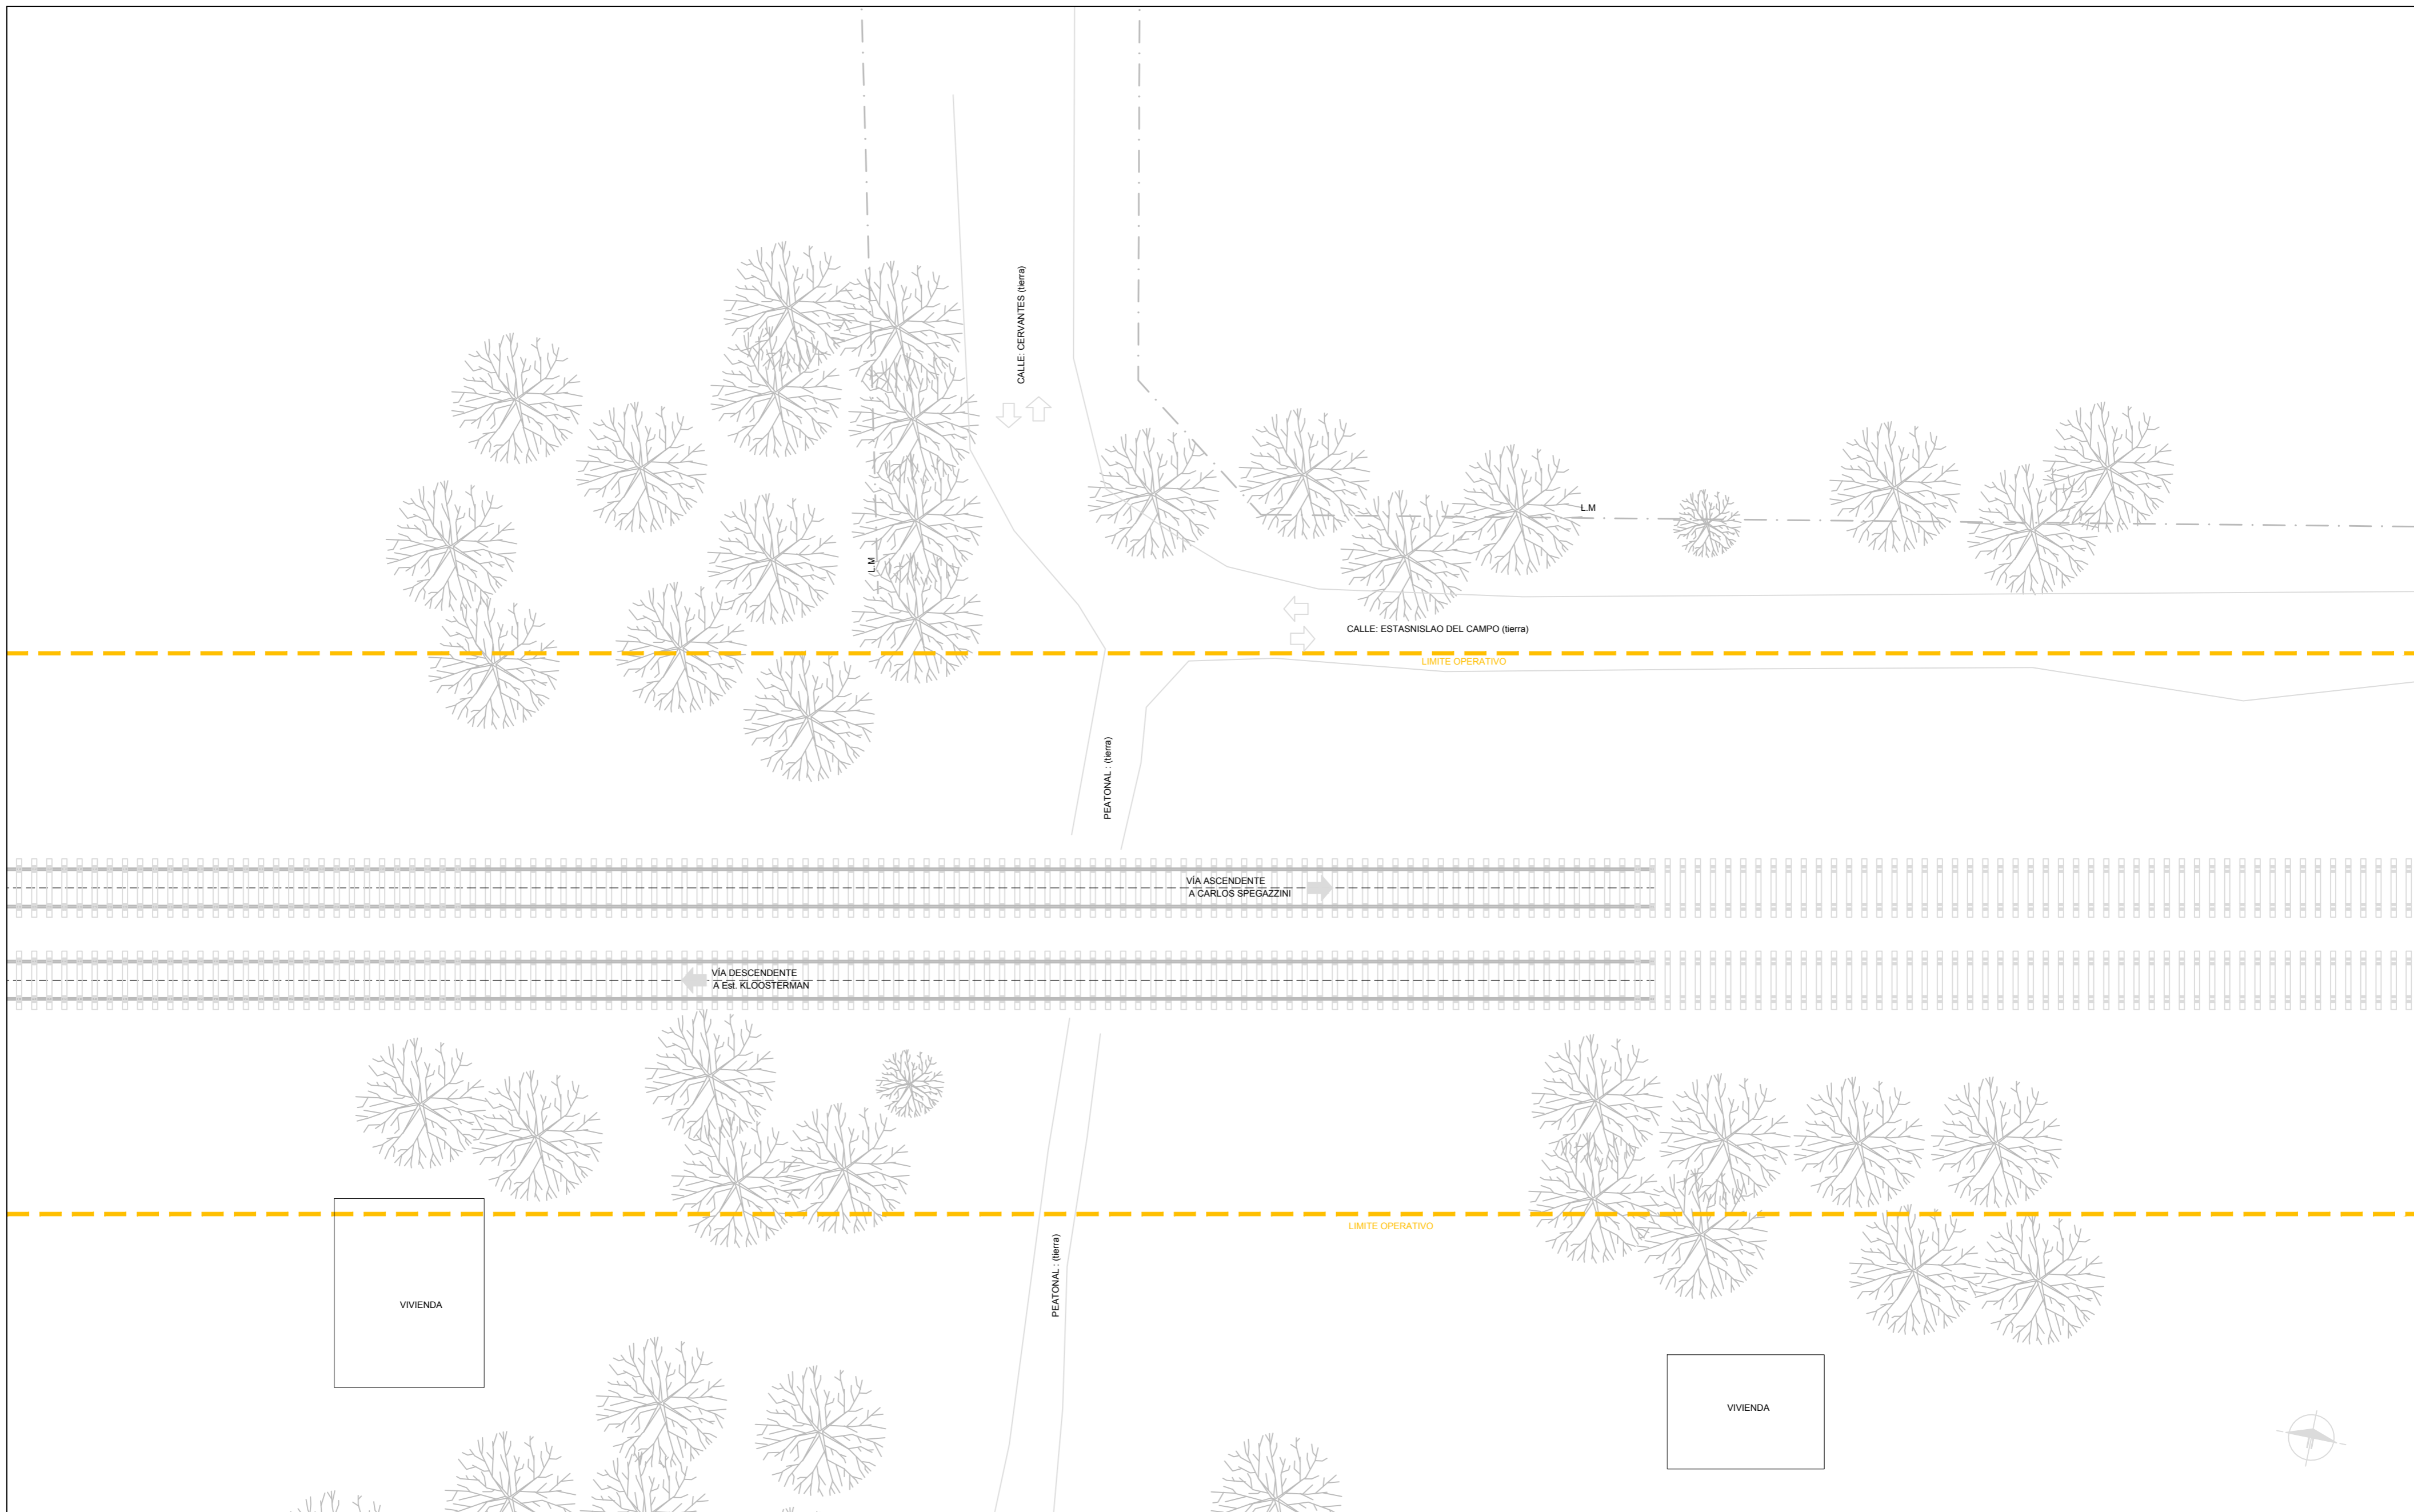 CALLE: CERVANTES (tierra)
L.M
L.M
CALLE: ESTASNISLAO DEL CAMPO (tierra)
LIMITE OPERATIVO
PEATONAL : (tierra)
VÍA ASCENDENTE
A CARLOS SPEGAZZINI
VÍA DESCENDENTE
A Est. KLOOSTERMAN
LIMITE OPERATIVO
PEATONAL : (tierra)
VIVIENDA
VIVIENDA